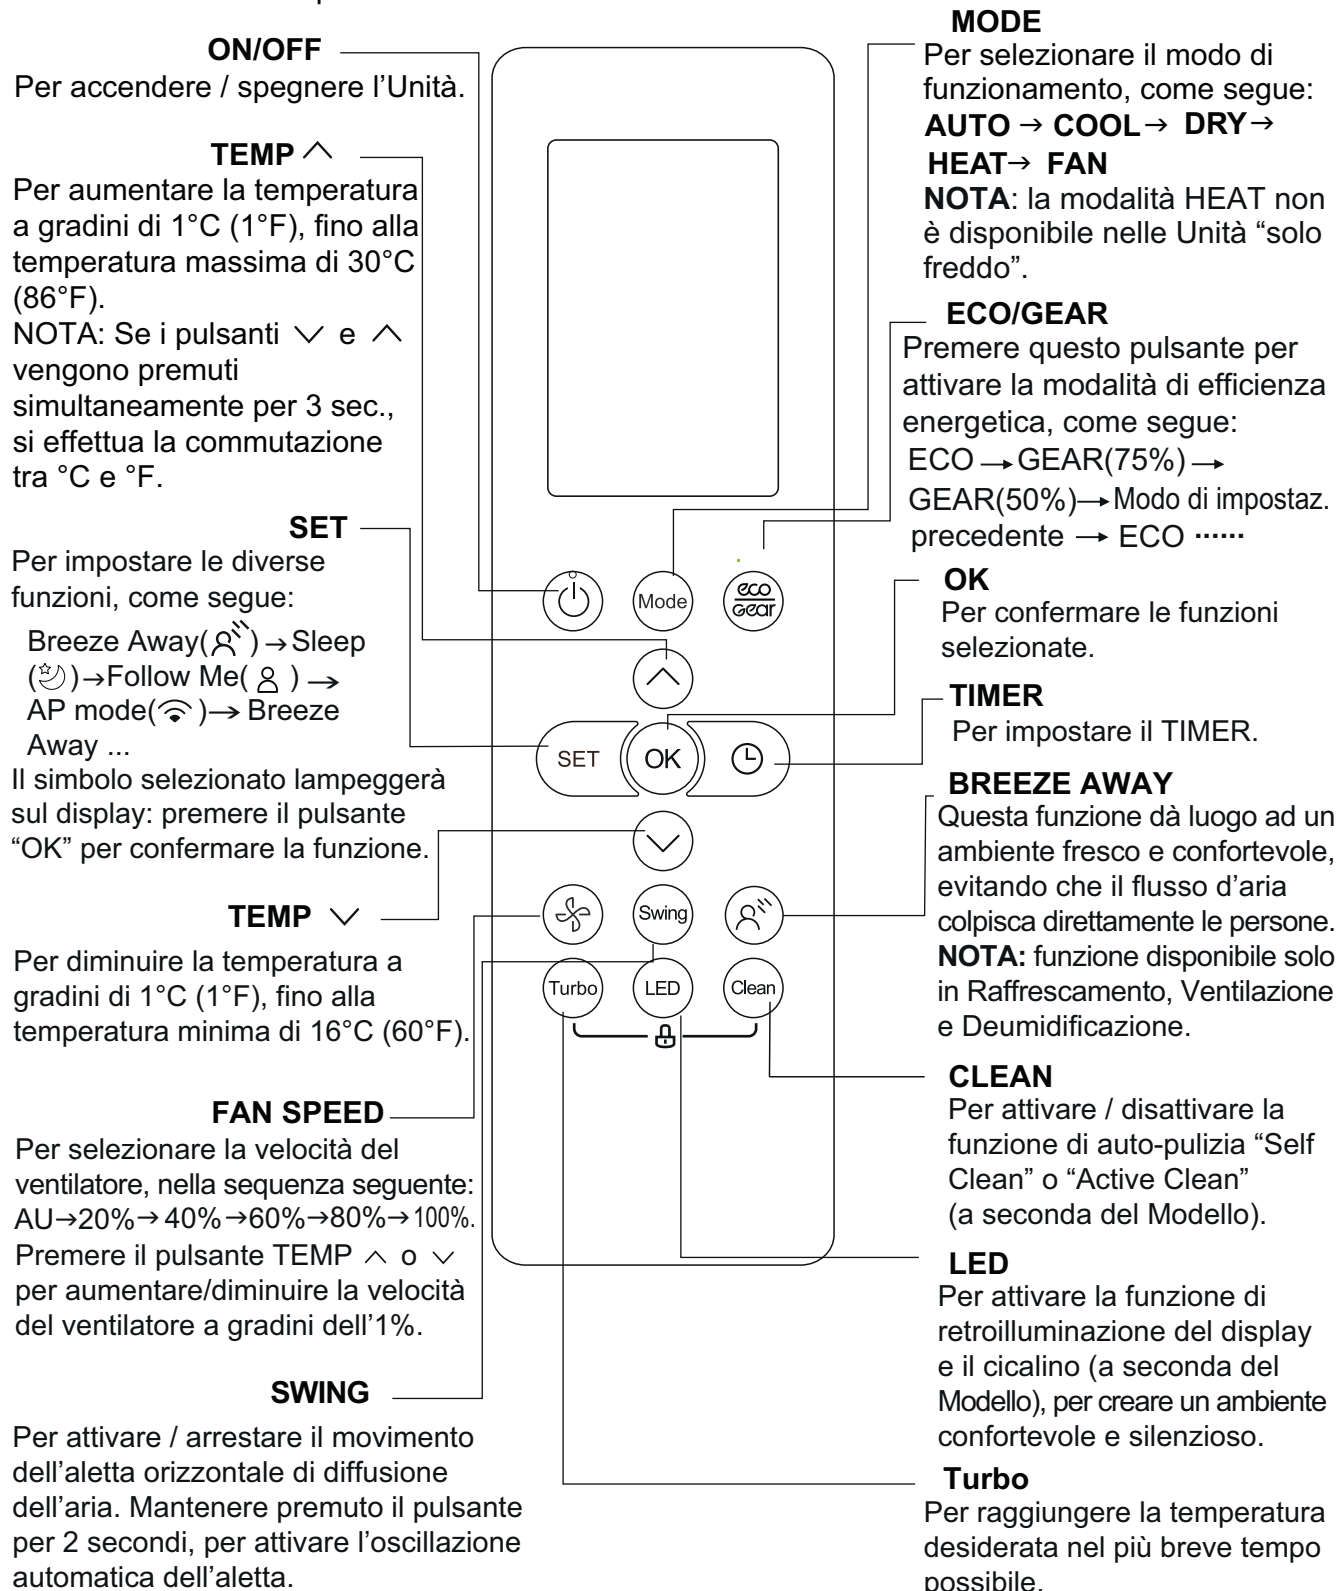 ON/OFF
Per accendere / spegnere l’Unità.
TEMP
Per aumentare la temperatura
a gradini di 1°C (1°F), fino alla
temperatura massima di 30°C
(86°F).
NOTA: Se i pulsanti ∨ e ∧
vengono premuti
simultaneamente per 3 sec.,
si effettua la commutazione
tra °C e °F.
SET
Per impostare le diverse
funzioni, come segue:
Breeze Away( ) → Sleep
( ) → Follow Me( ) →
AP mode( ) → Breeze
Away ...
Il simbolo selezionato lampeggerà
sul display: premere il pulsante
“OK” per confermare la funzione.
TEMP ∨
Per diminuire la temperatura a
gradini di 1°C (1°F), fino alla
temperatura minima di 16°C (60°F).
FAN SPEED
Per selezionare la velocità del
ventilatore, nella sequenza seguente:
AU→20%→40%→60%→80%→100%.
Premere il pulsante TEMP ∧ o ∨
per aumentare/diminuire la velocità
del ventilatore a gradini dell’1%.
SWING
Per attivare / arrestare il movimento
dell’aletta orizzontale di diffusione
dell’aria. Mantenere premuto il pulsante
per 2 secondi, per attivare l’oscillazione
automatica dell’aletta.
Mode
eco
Gear
SET
OK
Swing
Turbo
LED
Clean
MODE
Per selezionare il modo di
funzionamento, come segue:
AUTO → COOL → DRY →
HEAT → FAN
NOTA: la modalità HEAT non
è disponibile nelle Unità “solo
freddo”.
ECO/GEAR
Premere questo pulsante per
attivare la modalità di efficienza
energetica, come segue:
ECO → GEAR(75%) →
GEAR(50%) → Modo di impostaz.
precedente → ECO ······
OK
Per confermare le funzioni
selezionate.
TIMER
Per impostare il TIMER.
BREEZE AWAY
Questa funzione dà luogo ad un
ambiente fresco e confortevole,
evitando che il flusso d’aria
colpisca direttamente le persone.
NOTA: funzione disponibile solo
in Raffrescamento, Ventilazione
e Deumidificazione.
CLEAN
Per attivare / disattivare la
funzione di auto-pulizia “Self
Clean” o “Active Clean”
(a seconda del Modello).
LED
Per attivare la funzione di
retroilluminazione del display
e il cicalino (a seconda del
Modello), per creare un ambiente
confortevole e silenzioso.
Turbo
Per raggiungere la temperatura
desiderata nel più breve tempo
possibile.